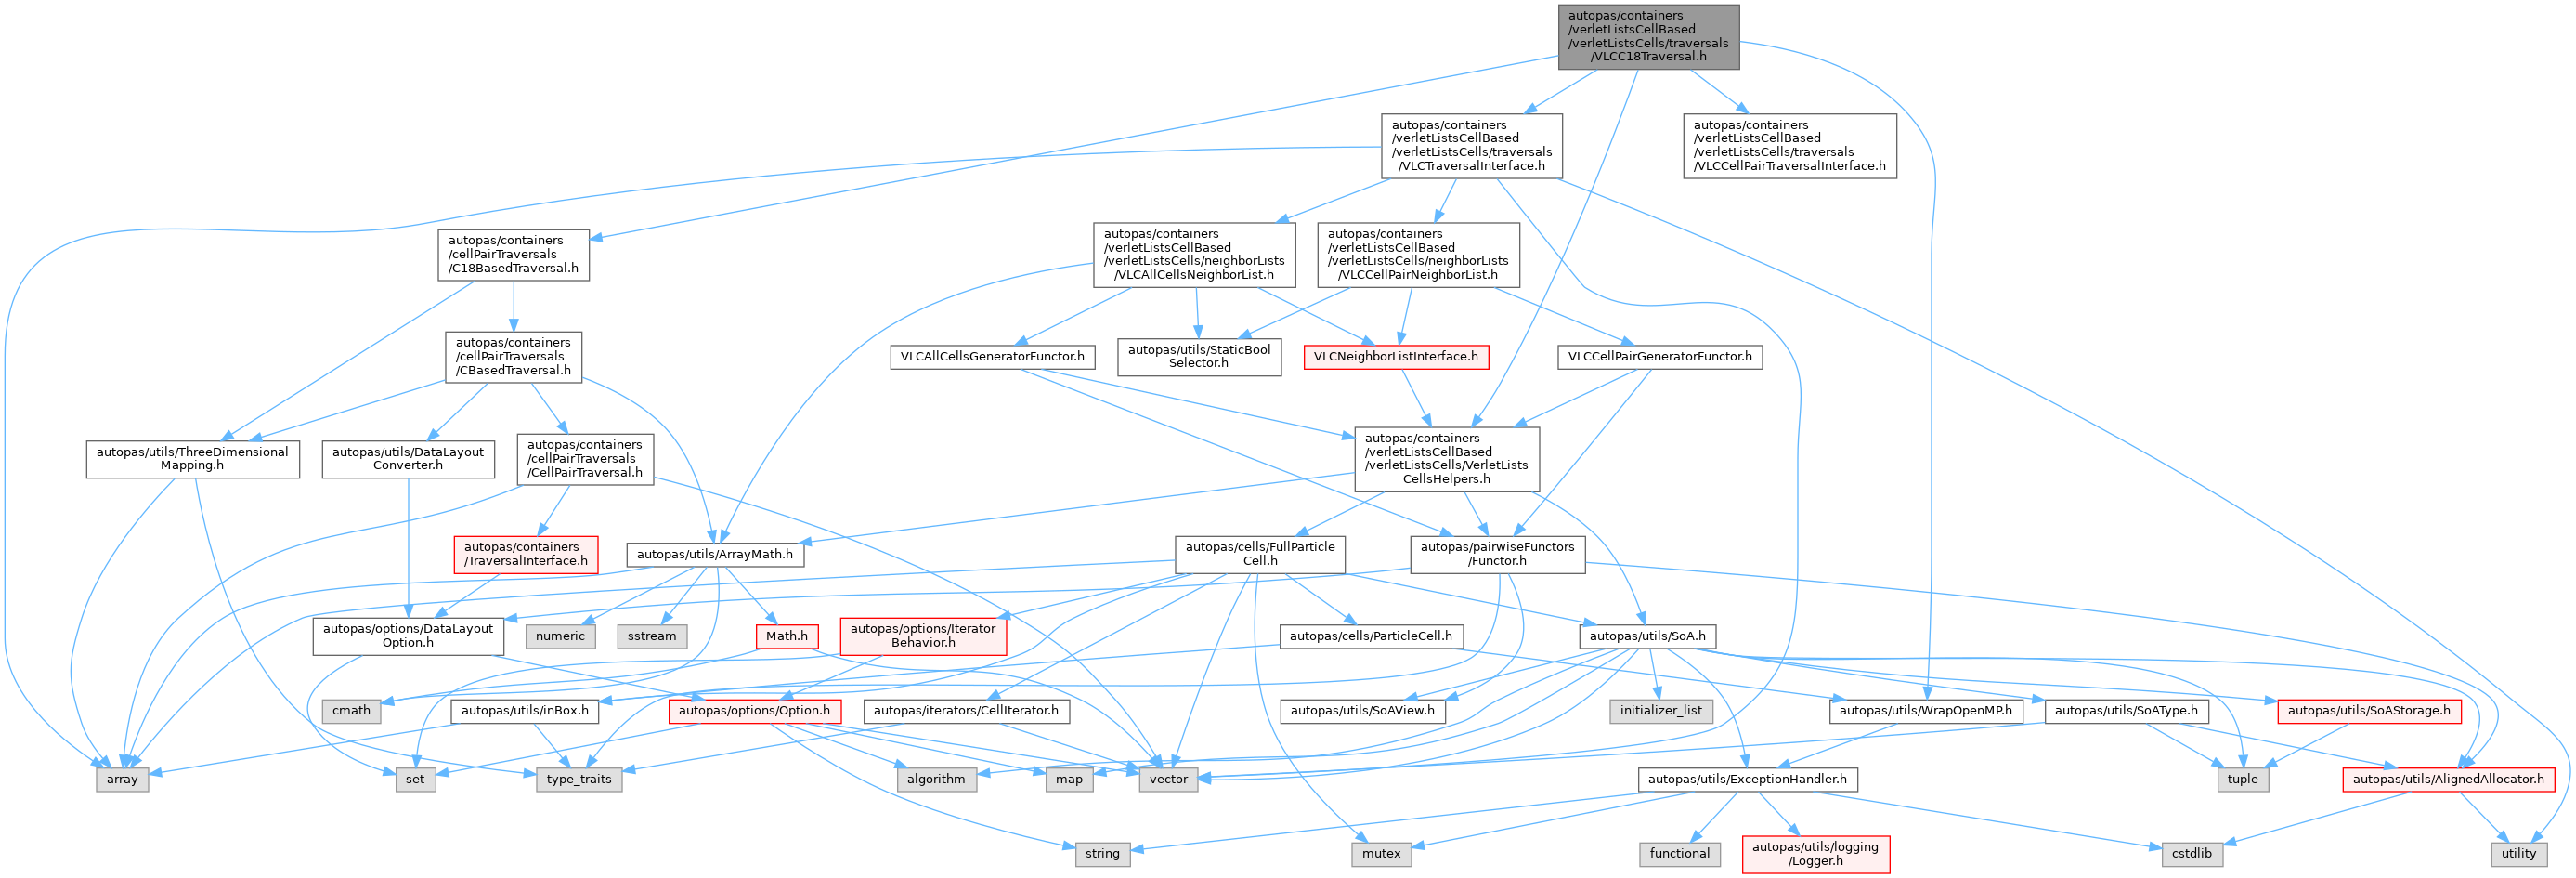 autopas/containers
/verletListsCellBased
/verletListsCells/traversals
/VLCC18Traversal.h
autopas/containers
/verletListsCellBased
/verletListsCells/traversals
/VLCTraversalInterface.h
autopas/containers
/verletListsCellBased
/verletListsCells/traversals
/VLCCellPairTraversalInterface.h
autopas/containers
/cellPairTraversals
/C18BasedTraversal.h
autopas/containers
/verletListsCellBased
/verletListsCells/neighborLists
/VLCAllCellsNeighborList.h
autopas/containers
/verletListsCellBased
/verletListsCells/neighborLists
/VLCCellPairNeighborList.h
autopas/containers
/cellPairTraversals
/CBasedTraversal.h
VLCAllCellsGeneratorFunctor.h
autopas/utils/StaticBool
Selector.h
VLCNeighborListInterface.h
VLCCellPairGeneratorFunctor.h
autopas/utils/ThreeDimensional
Mapping.h
autopas/utils/DataLayout
Converter.h
autopas/containers
/cellPairTraversals
/CellPairTraversal.h
autopas/containers
/verletListsCellBased
/verletListsCells/VerletLists
CellsHelpers.h
autopas/containers
/TraversalInterface.h
autopas/utils/ArrayMath.h
autopas/cells/FullParticle
Cell.h
autopas/pairwiseFunctors
/Functor.h
autopas/options/DataLayout
Option.h
numeric
sstream
Math.h
autopas/options/Iterator
Behavior.h
autopas/cells/ParticleCell.h
autopas/utils/SoA.h
cmath
autopas/utils/inBox.h
autopas/options/Option.h
autopas/iterators/CellIterator.h
autopas/utils/SoAView.h
initializer_list
autopas/utils/WrapOpenMP.h
autopas/utils/SoAType.h
autopas/utils/SoAStorage.h
array
set
type_traits
algorithm
map
vector
autopas/utils/ExceptionHandler.h
tuple
autopas/utils/AlignedAllocator.h
string
mutex
functional
autopas/utils/logging
/Logger.h
cstdlib
utility